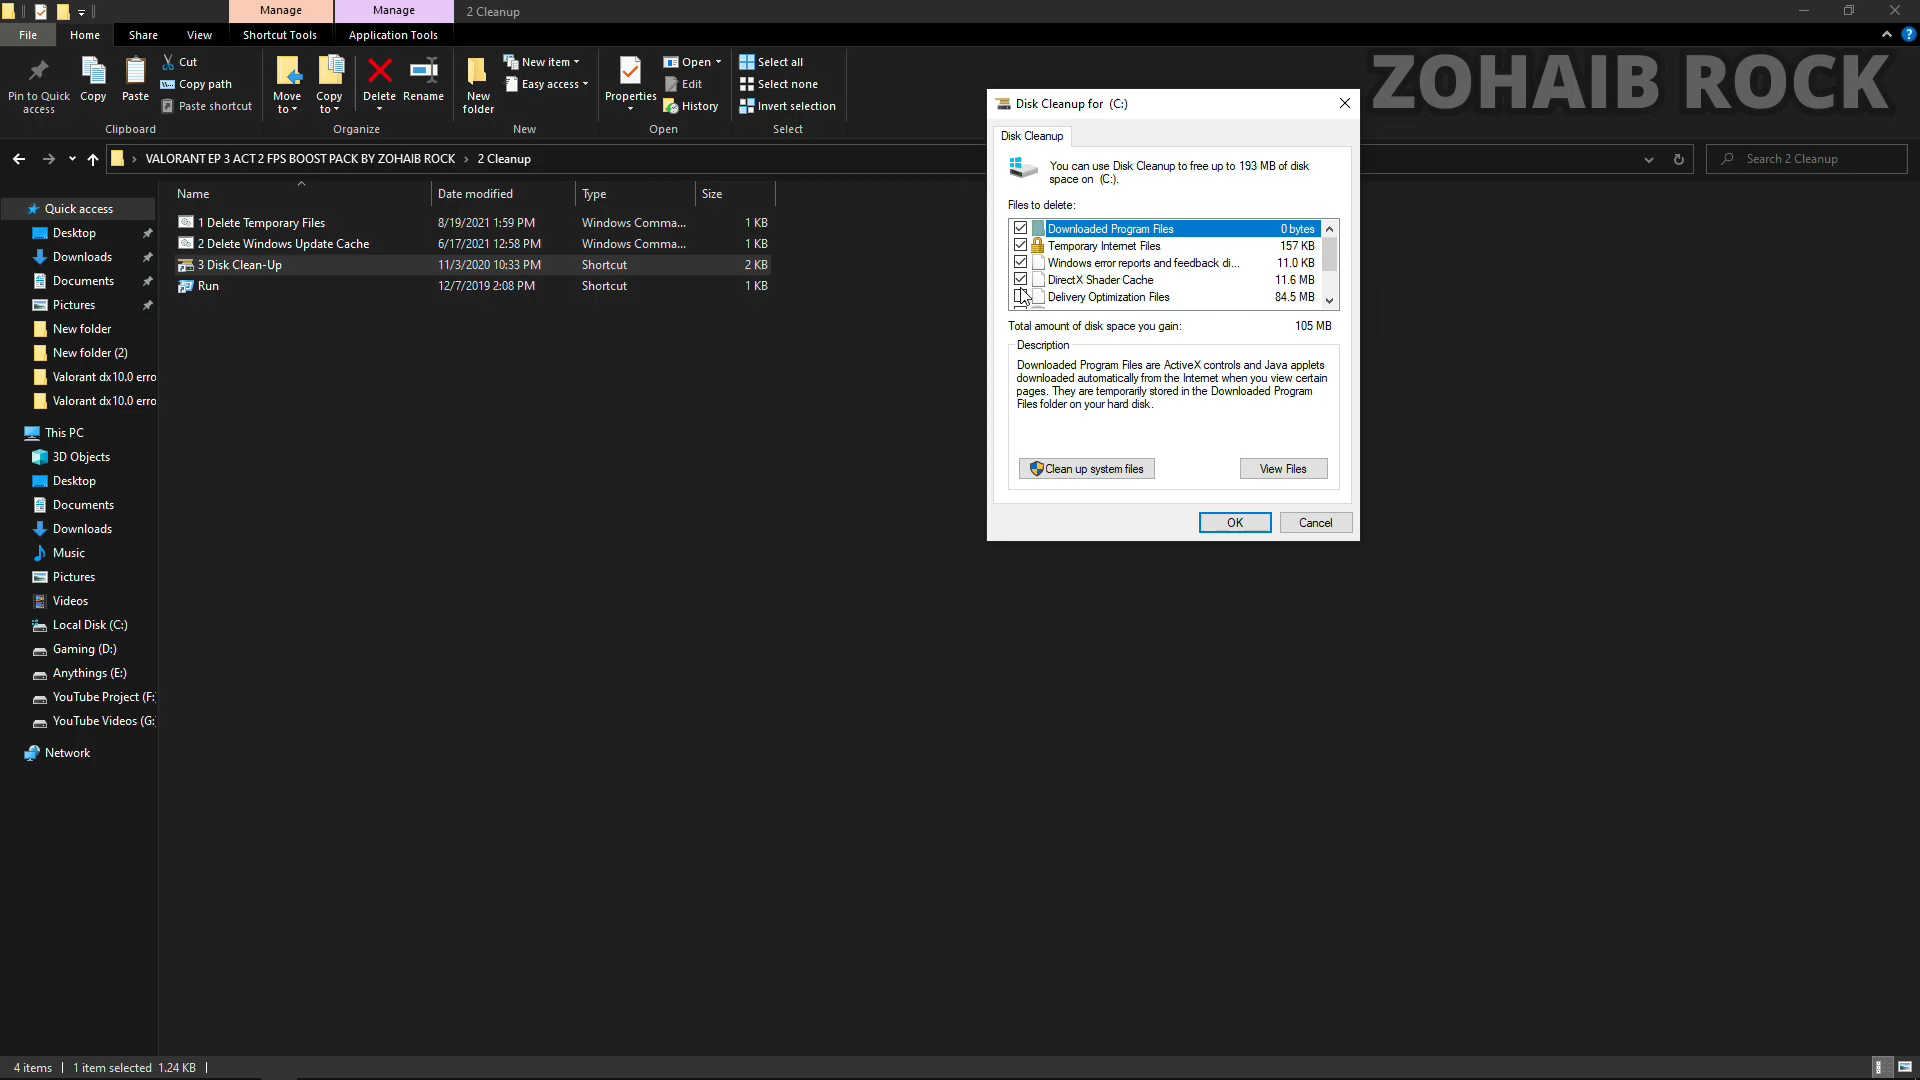 Manage
Manage
2 Cleanup
File
Home
Share
View
Shortcut Tools
Application Tools
Pin to Quick access
Copy
Paste
Cut
Copy path
Paste shortcut
Move to
Copy to
Delete
Rename
New folder
New item
Easy access
Properties
Open
Edit
History
Select all
Select none
Invert selection
Clipboard
Organize
New
Open
Select
ZOHAIB ROCK
VALORANT EP 3 ACT 2 FPS BOOST PACK BY ZOHAIB ROCK
2 Cleanup
Search 2 Cleanup
Name
Date modified
Type
Size
1 Delete Temporary Files 8/19/2021 1:59 PM Windows Comma... 1 KB
2 Delete Windows Update Cache 6/17/2021 12:58 PM Windows Comma... 1 KB
3 Disk Clean-Up 11/3/2020 10:33 PM Shortcut 2 KB
Run 12/7/2019 2:08 PM Shortcut 1 KB
Quick access
Desktop
Downloads
Documents
Pictures
New folder
New folder (2)
Valorant dx10.0 erro
Valorant dx10.0 erro
This PC
3D Objects
Desktop
Documents
Downloads
Music
Pictures
Videos
Local Disk (C:)
Gaming (D:)
Anythings (E:)
YouTube Project (F:
YouTube Videos (G:
Network
Disk Cleanup for (C:)
Disk Cleanup
You can use Disk Cleanup to free up to 193 MB of disk
space on (C:).
Files to delete:
Downloaded Program Files 0 bytes
Temporary Internet Files 157 KB
Windows error reports and feedback di... 11.0 KB
DirectX Shader Cache 11.6 MB
Delivery Optimization Files 84.5 MB
Total amount of disk space you gain: 105 MB
Description
Downloaded Program Files are ActiveX controls and Java applets
downloaded automatically from the Internet when you view certain
pages. They are temporarily stored in the Downloaded Program
Files folder on your hard disk.
Clean up system files
View Files
OK
Cancel
4 items
1 item selected 1.24 KB